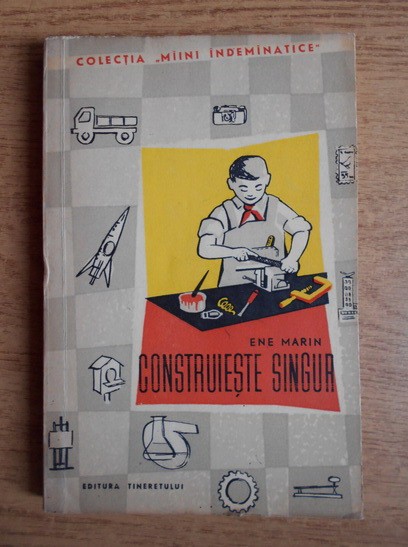 COLECȚIA „MÎINI ÎNDEMÎNATICE”
ENE MARIN
CONSTRUIEȘTE SINGUR
EDITURA TINERETULUI